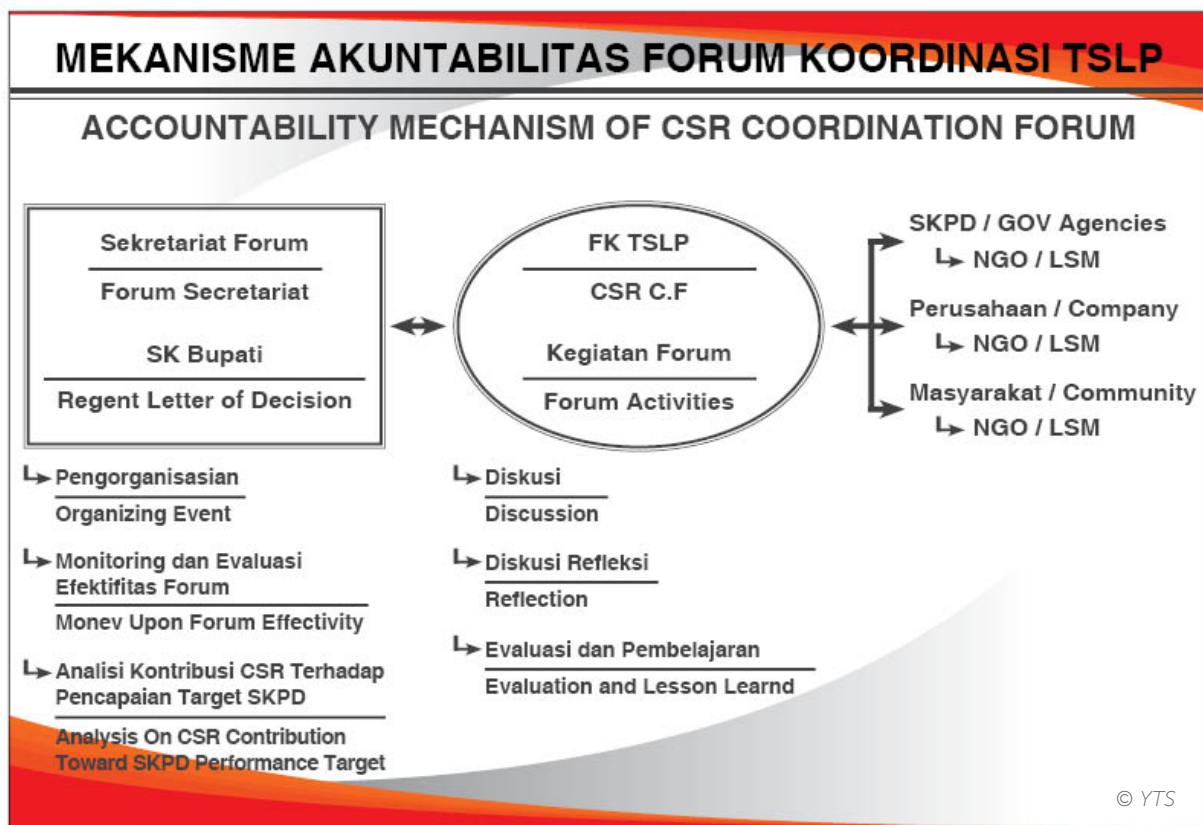 MEKANISME AKUNTABILITAS FORUM KOORDINASI TSLP
ACCOUNTABILITY MECHANISM OF CSR COORDINATION FORUM
Sekretariat Forum
Forum Secretariat
SK Bupati
Regent Letter of Decision
FK TSLP
CSR C.F
Kegiatan Forum
Forum Activities
SKPD / GOV Agencies
NGO / LSM
Perusahaan / Company
NGO / LSM
Masyarakat / Community
NGO / LSM
Pengorganisasian
Organizing Event
Monitoring dan Evaluasi
Efektifitas Forum
Monev Upon Forum Effectivity
Analisi Kontribusi CSR Terhadap
Pencapaian Target SKPD
Analysis On CSR Contribution
Toward SKPD Performance Target
Diskusi
Discussion
Diskusi Refleksi
Reflection
Evaluasi dan Pembelajaran
Evaluation and Lesson Learnd
© YTS